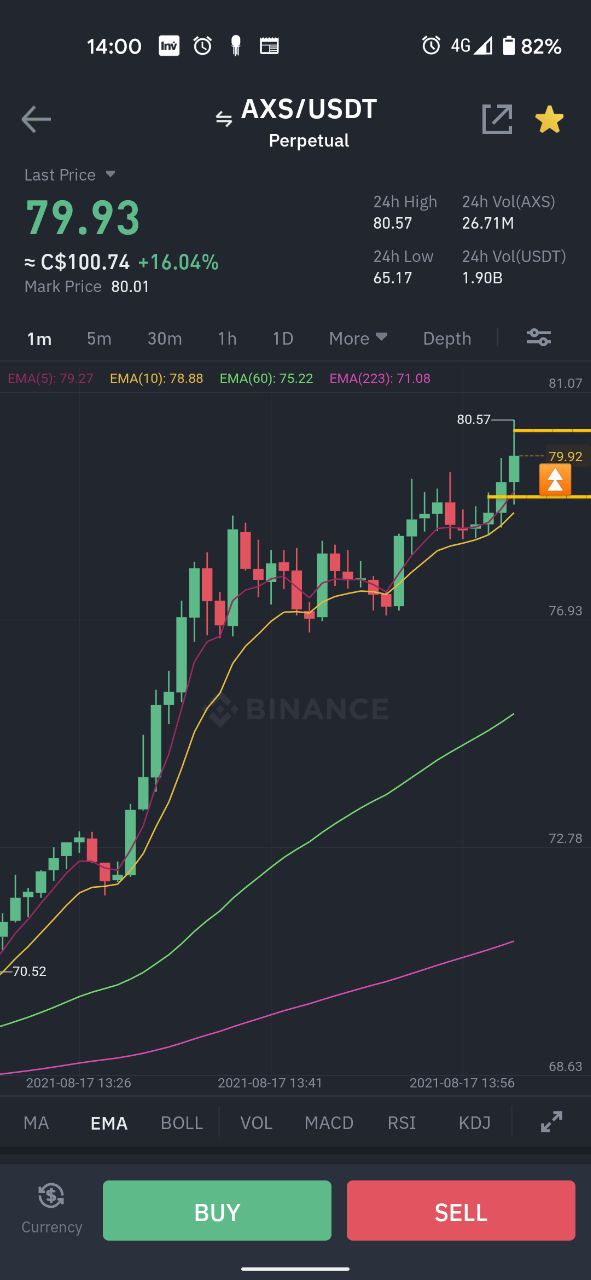 14:00 Inv 4G 82%
AXS/USDT
Perpetual
Last Price
79.93
≈ C$100.74 +16.04%
Mark Price 80.01
24h High 24h Vol(AXS)
80.57 26.71M
24h Low 24h Vol(USDT)
65.17 1.90B
1m 5m 30m 1h 1D More Depth
EMA(5): 79.27 EMA(10): 78.88 EMA(60): 75.22 EMA(223): 71.08
81.07
80.57
79.92
76.93
BINANCE
72.78
70.52
68.63
2021-08-17 13:26 2021-08-17 13:41 2021-08-17 13:56
MA EMA BOLL VOL MACD RSI KDJ
Currency BUY SELL